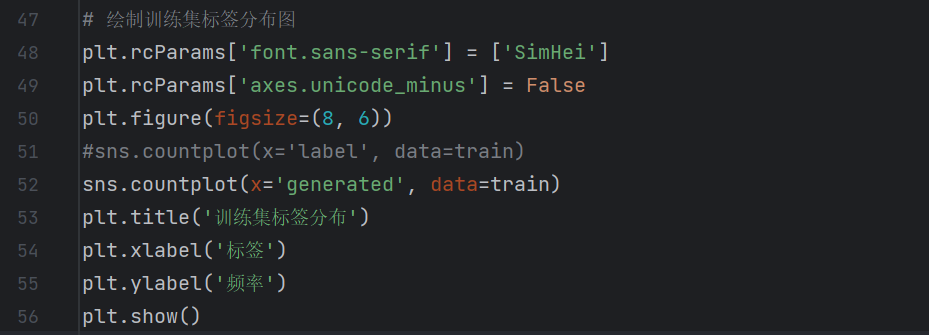 47 # 绘制训练集标签分布图
48 plt.rcParams['font.sans-serif'] = ['SimHei']
49 plt.rcParams['axes.unicode_minus'] = False
50 plt.figure(figsize=(8, 6))
51 #sns.countplot(x='label', data=train)
52 sns.countplot(x='generated', data=train)
53 plt.title('训练集标签分布')
54 plt.xlabel('标签')
55 plt.ylabel('频率')
56 plt.show()